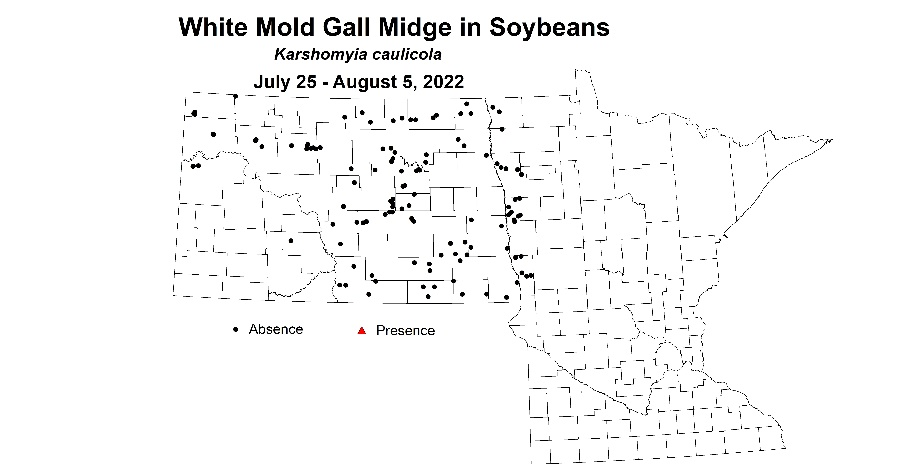 White Mold Gall Midge in Soybeans
Karshomyia caulicola
July 25 - August 5, 2022
Absence
Presence